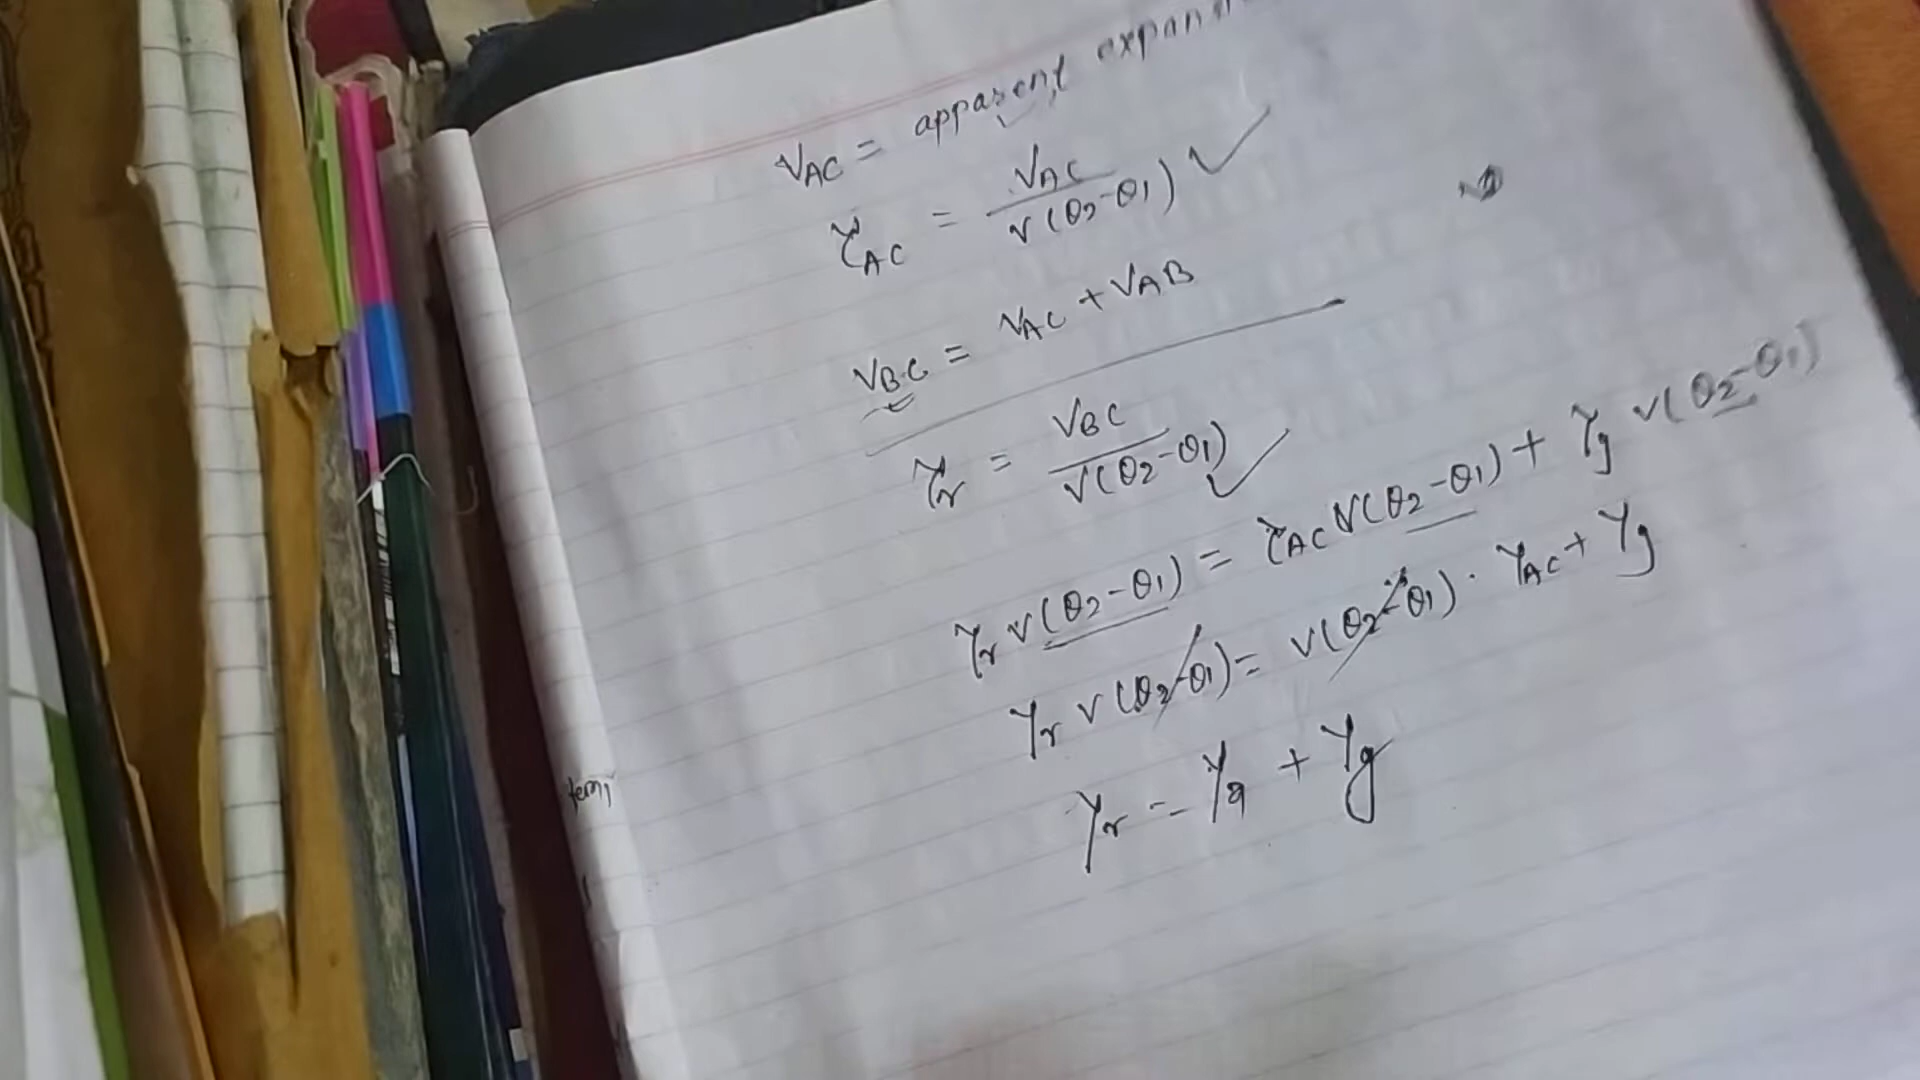 V_AC = apparent
γ_AC = V_AC / V(θ2-θ1) ✓
V_BC = V_AC + V_AB
γ_r = V_BC / V(θ2-θ1) ✓
γ_r V(θ2-θ1) = γ_AC V(θ2-θ1) + γ_g V(θ2-θ1)
γ_r V(θ2-θ1) = V(θ2-θ1) · γ_AC + γ_g
γ_r = γ_a + γ_g